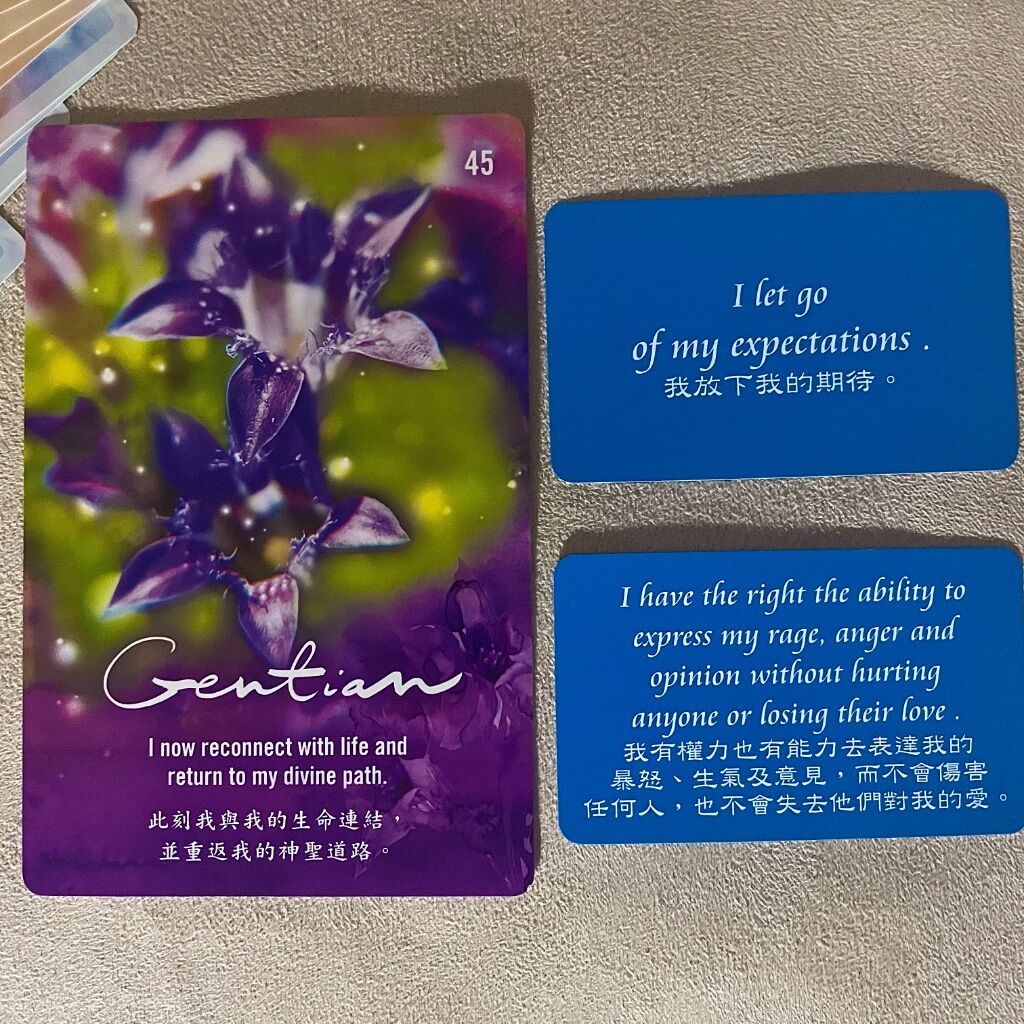 45
Gentian
I now reconnect with life and
return to my divine path.
此刻我與我的生命連結，
並重返我的神聖道路。
I let go
of my expectations .
我放下我的期待。
I have the right the ability to
express my rage, anger and
opinion without hurting
anyone or losing their love .
我有權力也有能力去表達我的
暴怒、生氣及意見，而不會傷害
任何人，也不會失去他們對我的愛。